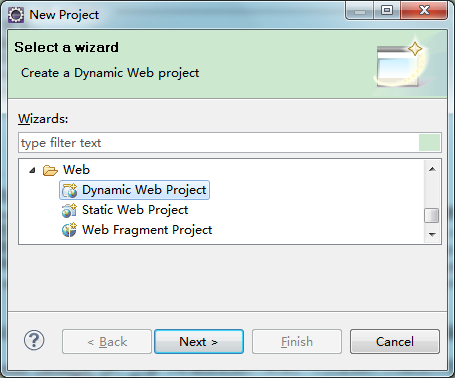 New Project
Select a wizard
Create a Dynamic Web project
Wizards:
type filter text
Web
Dynamic Web Project
Static Web Project
Web Fragment Project
?
< Back
Next >
Finish
Cancel